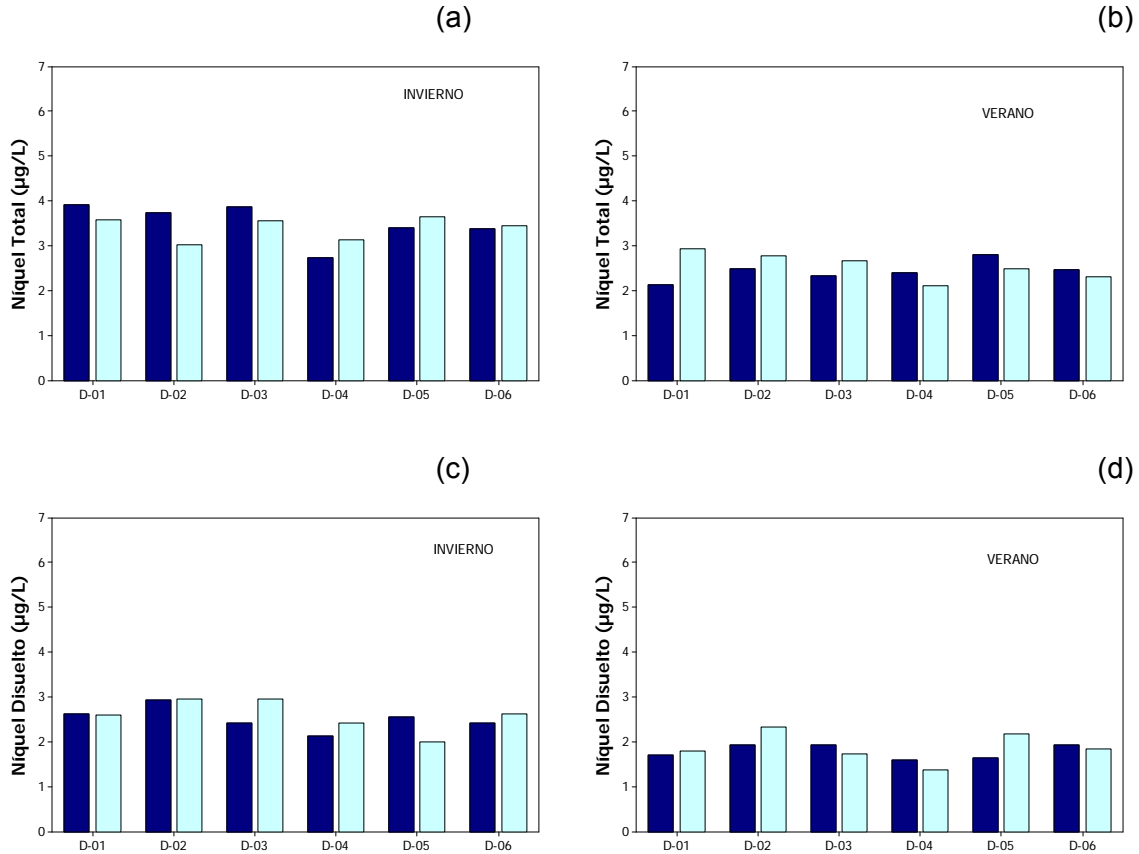 (a)
Níquel Total (µg/L)
7
6
5
4
3
2
1
0
INVIERNO
D-01 D-02 D-03 D-04 D-05 D-06
(b)
Níquel Total (µg/L)
7
6
5
4
3
2
1
0
VERANO
D-01 D-02 D-03 D-04 D-05 D-06
(c)
Níquel Disuelto (µg/L)
7
6
5
4
3
2
1
0
INVIERNO
D-01 D-02 D-03 D-04 D-05 D-06
(d)
Níquel Disuelto (µg/L)
7
6
5
4
3
2
1
0
VERANO
D-01 D-02 D-03 D-04 D-05 D-06